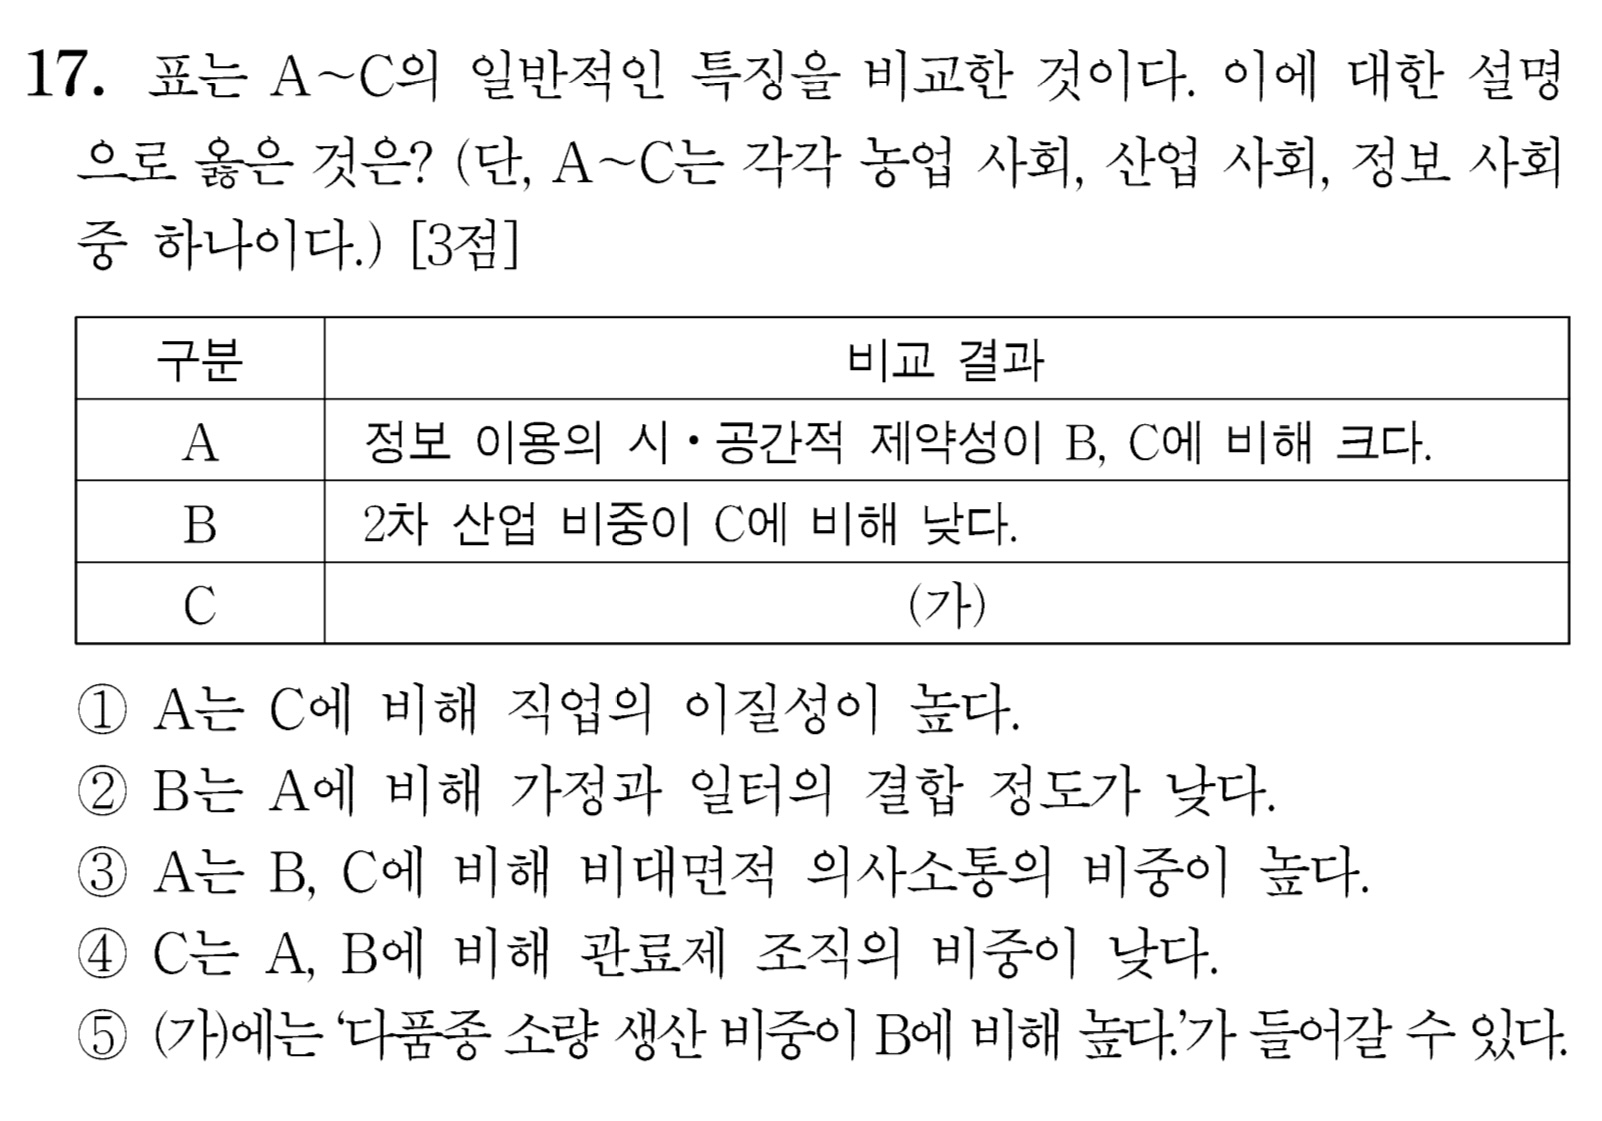 17. 표는 A～C의 일반적인 특징을 비교한 것이다. 이에 대한 설명
으로 옳은 것은? (단, A～C는 각각 농업 사회, 산업 사회, 정보 사회
중 하나이다.) [3점]
구분 비교 결과
A 정보 이용의 시・공간적 제약성이 B, C에 비해 크다.
B 2차 산업 비중이 C에 비해 낮다.
C (가)
① A는 C에 비해 직업의 이질성이 높다.
② B는 A에 비해 가정과 일터의 결합 정도가 낮다.
③ A는 B, C에 비해 비대면적 의사소통의 비중이 높다.
④ C는 A, B에 비해 관료제 조직의 비중이 낮다.
⑤ (가)에는 ‘다품종 소량 생산 비중이 B에 비해 높다.’가 들어갈 수 있다.